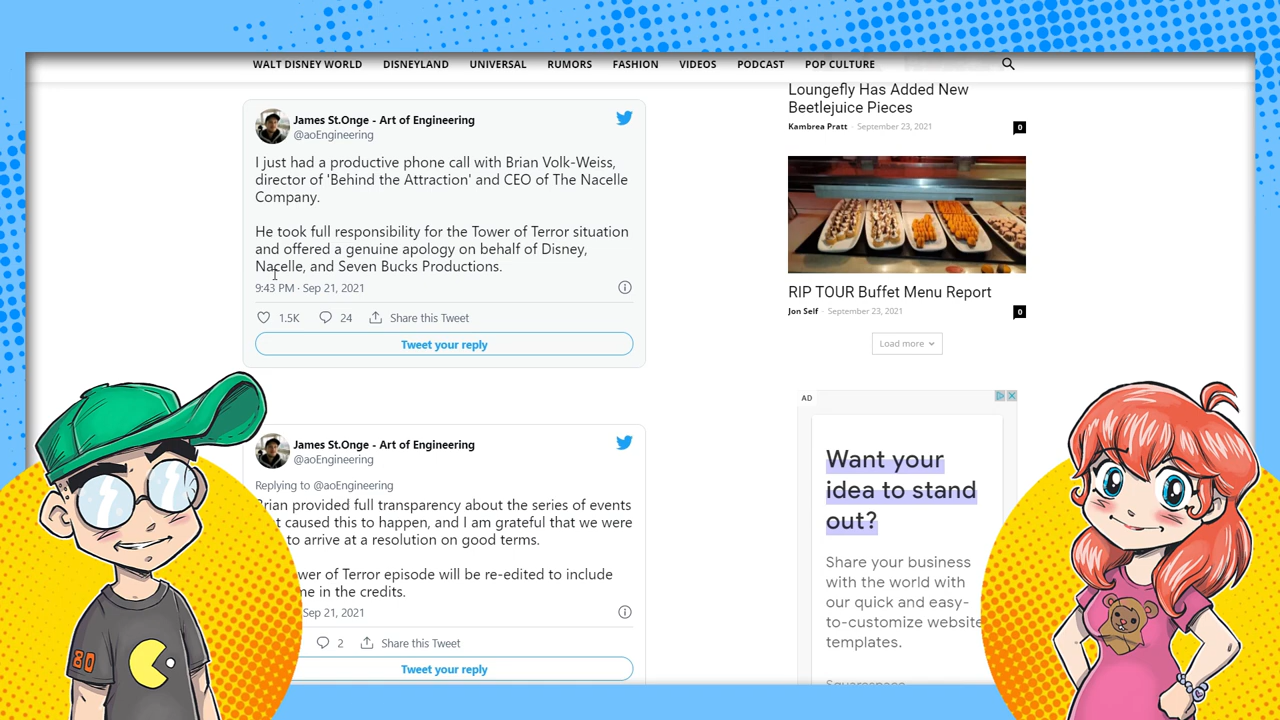 WALT DISNEY WORLD DISNEYLAND UNIVERSAL RUMORS FASHION VIDEOS PODCAST POP CULTURE
James St.Onge - Art of Engineering
@aoEngineering
I just had a productive phone call with Brian Volk-Weiss,
director of 'Behind the Attraction' and CEO of The Nacelle
Company.
He took full responsibility for the Tower of Terror situation
and offered a genuine apology on behalf of Disney,
Nacelle, and Seven Bucks Productions.
9:43 PM · Sep 21, 2021
1.5K 24 Share this Tweet
Tweet your reply
James St.Onge - Art of Engineering
@aoEngineering
Replying to @aoEngineering
Brian provided full transparency about the series of events
caused this to happen, and I am grateful that we were
to arrive at a resolution on good terms.
of Terror episode will be re-edited to include
in the credits.
Sep 21, 2021
2 Share this Tweet
Tweet your reply
Loungefly Has Added New
Beetlejuice Pieces
Kambrea Pratt - September 23, 2021 0
RIP TOUR Buffet Menu Report
Jon Self - September 23, 2021 0
Load more
AD
Want your
idea to stand
out?
Share your business
with the world with
our quick and easy-
to-customize website
templates.
80